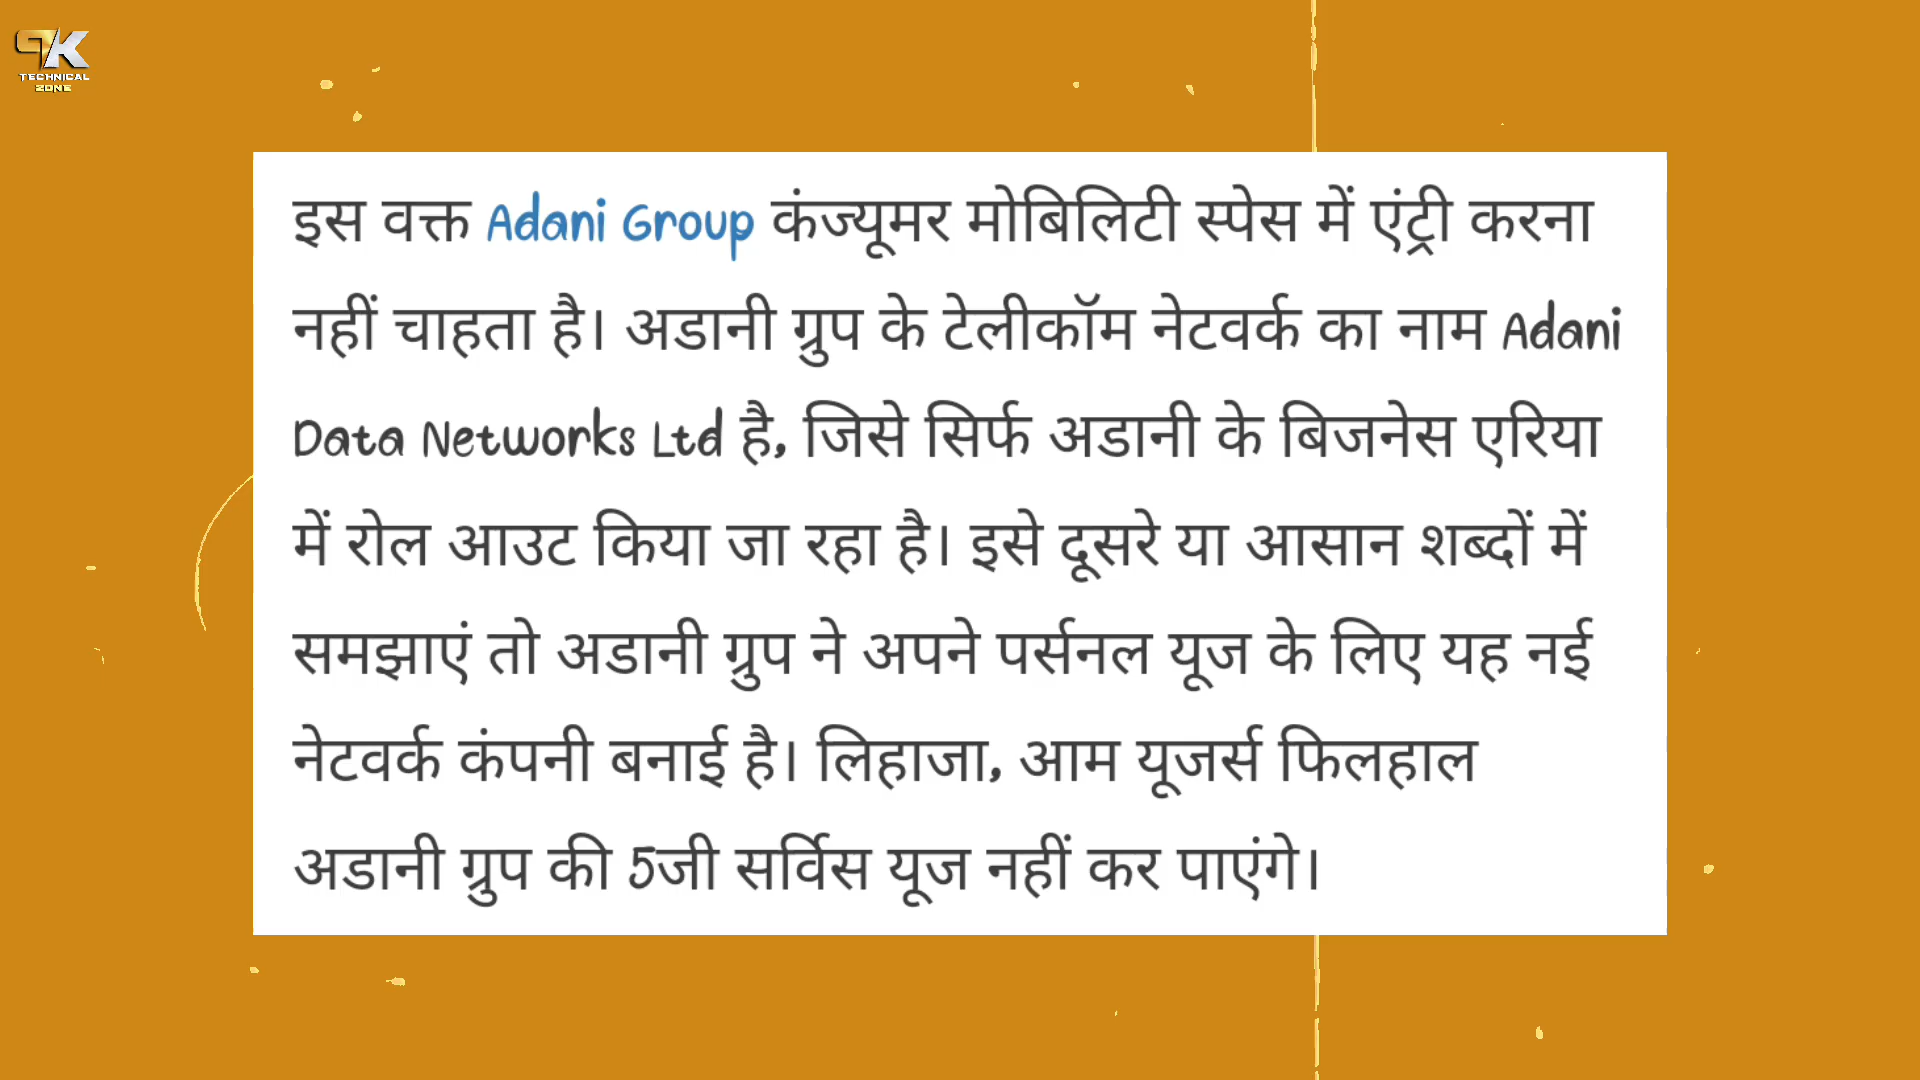 PK
TECHNICAL
ZONE
इस वक्त Adani Group कंज्यूमर मोबिलिटी स्पेस में एंट्री करना
नहीं चाहता है। अडानी ग्रुप के टेलीकॉम नेटवर्क का नाम Adani
Data Networks Ltd है, जिसे सिर्फ अडानी के बिजनेस एरिया
में रोल आउट किया जा रहा है। इसे दूसरे या आसान शब्दों में
समझाएं तो अडानी ग्रुप ने अपने पर्सनल यूज के लिए यह नई
नेटवर्क कंपनी बनाई है। लिहाजा, आम यूजर्स फिलहाल
अडानी ग्रुप की 5जी सर्विस यूज नहीं कर पाएंगे।